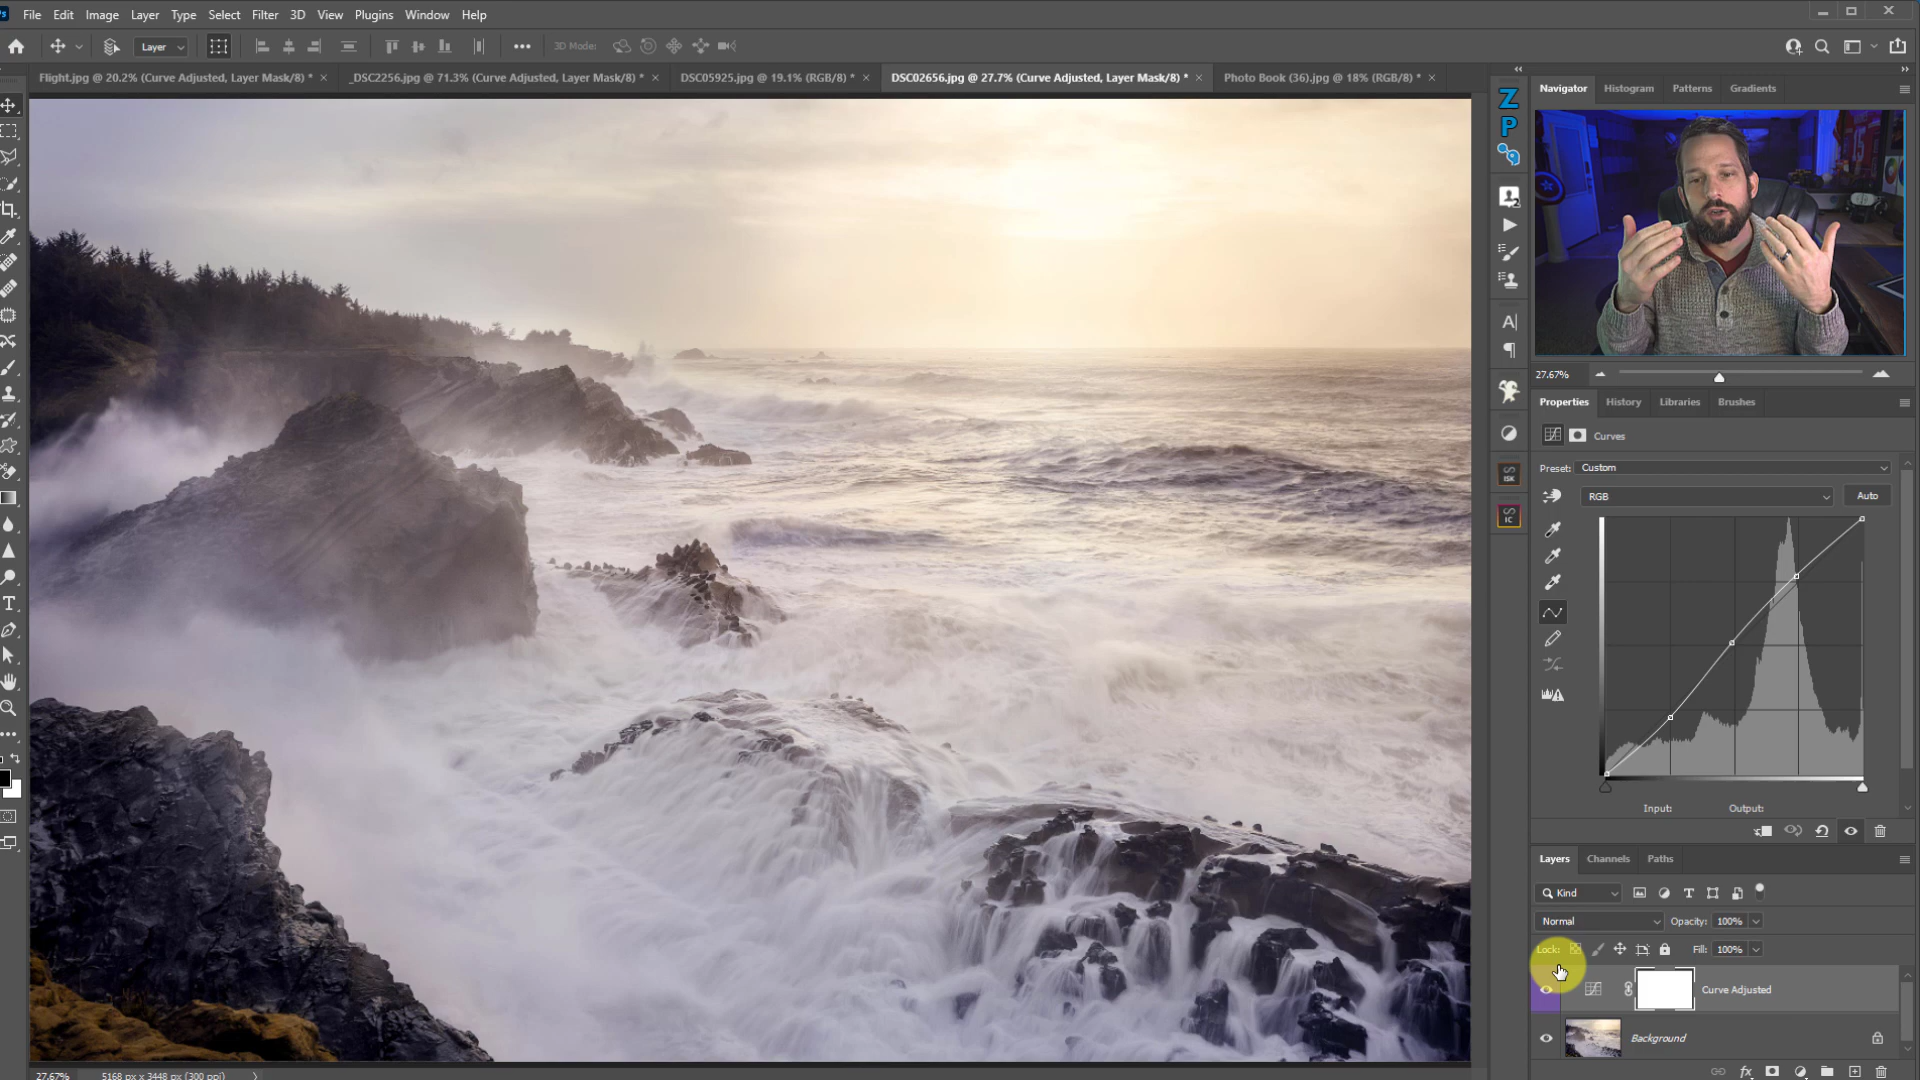 File Edit Image Layer Type Select Filter 3D View Plugins Window Help
Layer 3D Mode:
Flight.jpg @ 20.2% (Curve Adjusted, Layer Mask/8) * × _DSC2256.jpg @ 71.3% (Curve Adjusted, Layer Mask/8) * × DSC05925.jpg @ 19.1% (RGB/8) * × DSC02656.jpg @ 27.7% (Curve Adjusted, Layer Mask/8) * × Photo Book (36).jpg @ 18% (RGB/8) * ×
Navigator Histogram Patterns Gradients
Z
P
27.67%
Properties History Libraries Brushes
Curves
Preset: Custom
RGB Auto
ISK
IC
Input: Output:
Layers Channels Paths
Kind
Normal Opacity: 100%
Lock: Fill: 100%
Curve Adjusted
Background
27.67% 5168 px x 3448 px (300 ppi)